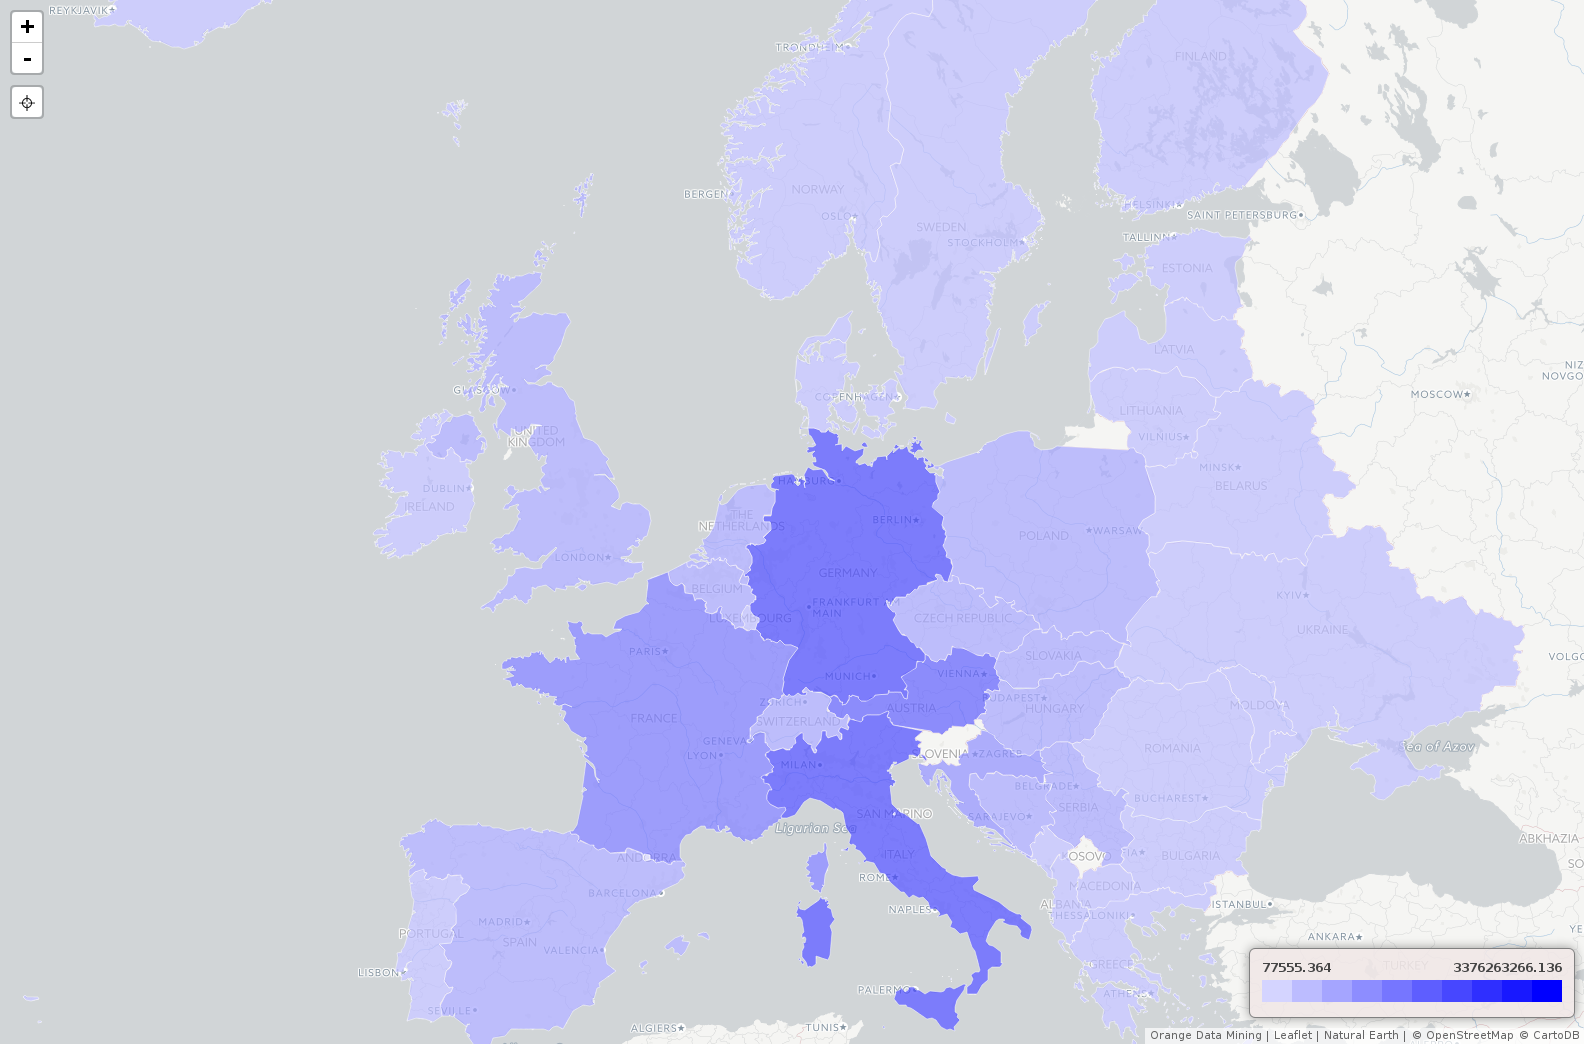 REYKJAVIK
+
-
TRONDHEIM
FINLAND
BERGEN
NORWAY
OSLO
SWEDEN
STOCKHOLM
HELSINKI
SAINT PETERSBURG
TALLINN
ESTONIA
LATVIA
NIZ
NOVGO
MOSCOW
GLASGOW
COPENHAGEN
LITHUANIA
UNITED
KINGDOM
VILNIUS
MINSK
BELARUS
DUBLIN
IRELAND
HAMBURG
THE
NETHERLANDS
BERLIN
POLAND
WARSAW
LONDON
GERMANY
BELGIUM
KYIV
FRANKFURT AM
MAIN
LUXEMBOURG
CZECH REPUBLIC
UKRAINE
PARIS
SLOVAKIA
VOLGO
MUNICH
VIENNA
ZURICH
BUDAPEST
AUSTRIA
HUNGARY
MOLDOVA
FRANCE
SWITZERLAND
GENEVA
LYON
SLOVENIA
ZAGREB
ROMANIA
Sea of Azov
MILAN
BELGRADE
BUCHAREST
SERBIA
SAN MARINO
SARAJEVO
Ligurian Sea
ABKHAZIA
ANDORRA
ITALY
OSOVO
FIA
BULGARIA
SO
BARCELONA
ROME
MACEDONIA
NAPLES
ALBANIA
THESSALONIKI
ISTANBUL
MADRID
PORTUGAL
SPAIN
VALENCIA
ANKARA
YE
LISBON
GREECE
TURKEY
PALERMO
ATHENS
77555.364 3376263266.136
SEVILLE
ALGIERS
TUNIS
Orange Data Mining | Leaflet | Natural Earth | © OpenStreetMap © CartoDB